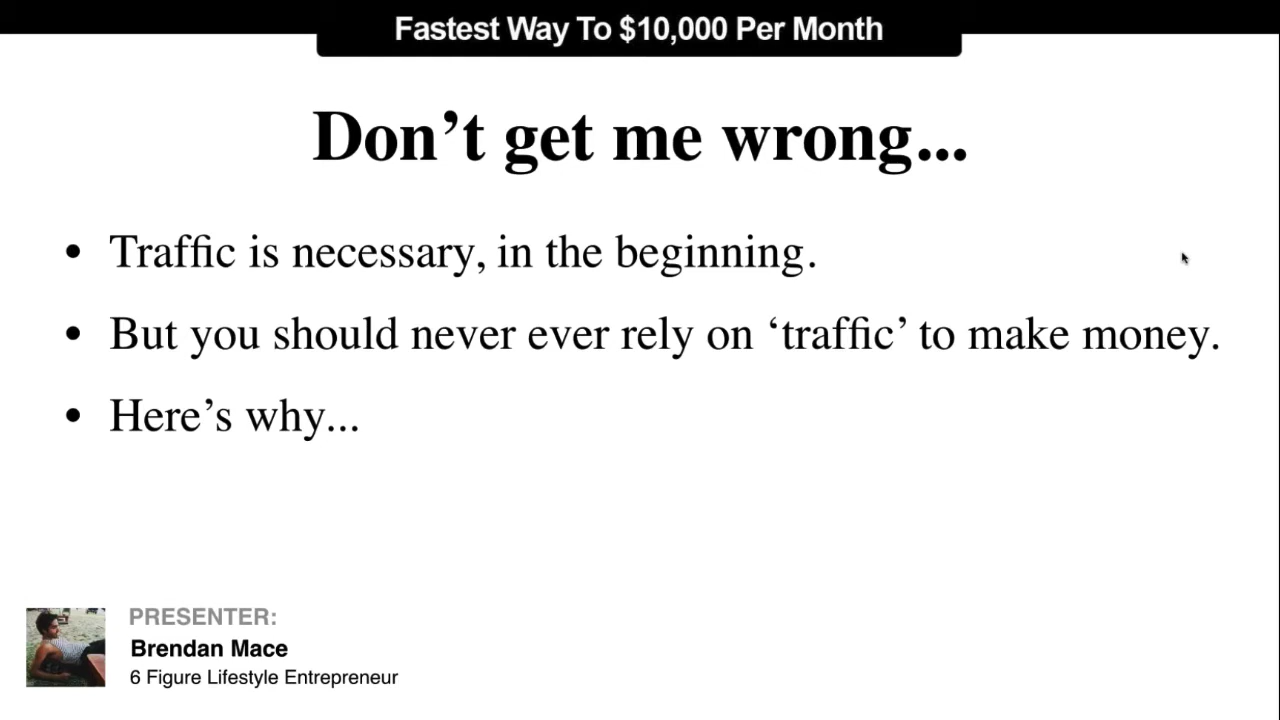 Fastest Way To $10,000 Per Month
Don’t get me wrong...
• Traffic is necessary, in the beginning.
• But you should never ever rely on ‘traffic’ to make money.
• Here’s why...
PRESENTER:
Brendan Mace
6 Figure Lifestyle Entrepreneur